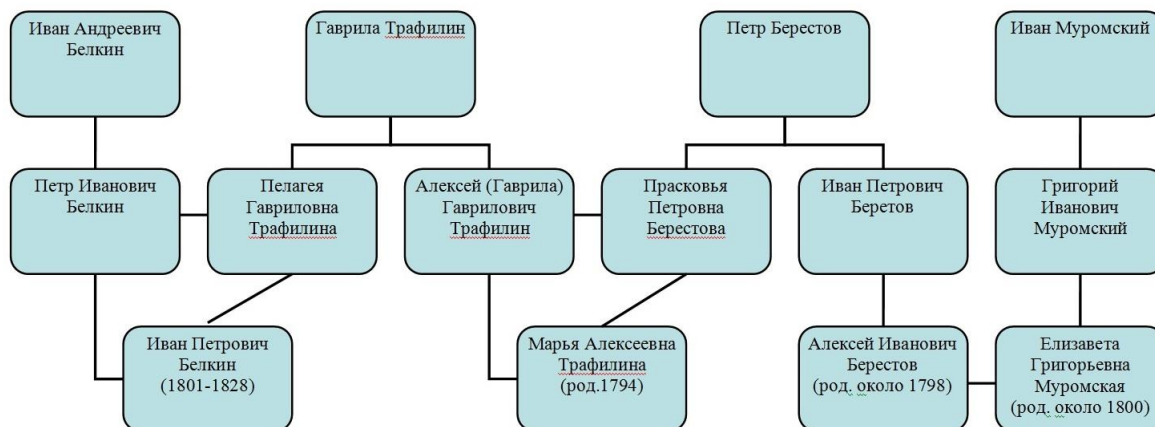 Иван Андреевич
Белкин
Гаврила Трафилин
Петр Берестов
Иван Муромский
Петр Иванович
Белкин
Пелагея
Гавриловна
Трафилина
Алексей (Гаврила)
Гаврилович
Трафилин
Прасковья
Петровна
Берестова
Иван Петрович
Беретов
Григорий
Иванович
Муромский
Иван Петрович
Белкин
(1801-1828)
Марья Алексеевна
Трафилина
(род.1794)
Алексей Иванович
Берестов
(род. около 1798)
Елизавета
Григорьевна
Муромская
(род. около 1800)